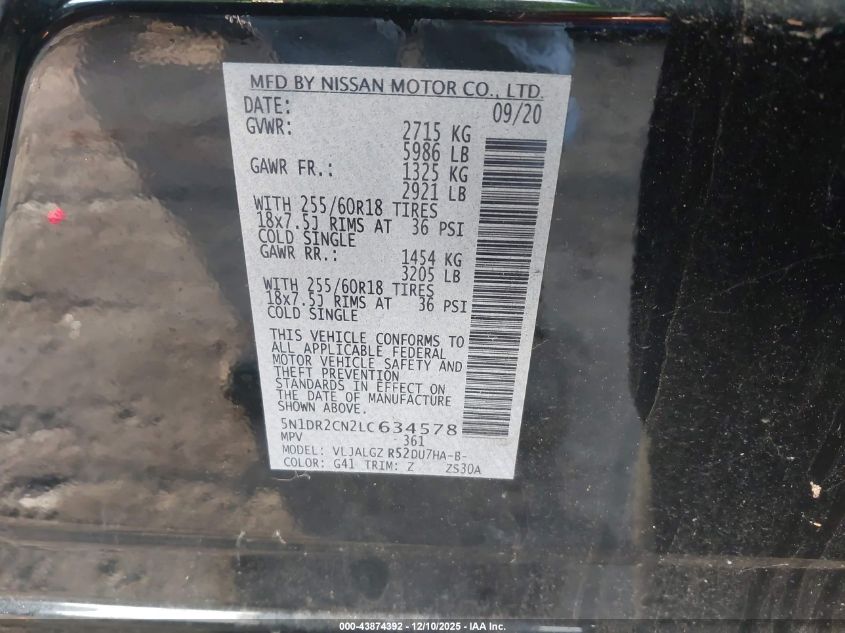 MFD BY NISSAN MOTOR CO., LTD.
DATE: 09/20
GVWR: 2715 KG
5986 LB
GAWR FR.: 1325 KG
2921 LB
WITH 255/60R18 TIRES
18x7.5J RIMS AT 36 PSI
COLD SINGLE
GAWR RR.: 1454 KG
3205 LB
WITH 255/60R18 TIRES
18x7.5J RIMS AT 36 PSI
COLD SINGLE
THIS VEHICLE CONFORMS TO
ALL APPLICABLE FEDERAL
MOTOR VEHICLE SAFETY AND
THEFT PREVENTION
STANDARDS IN EFFECT ON
THE DATE OF MANUFACTURE
SHOWN ABOVE.
5N1DR2CN2LC634578
MPV 361
MODEL: VLJALGZ R52DU7HA-B-
COLOR: G41 TRIM: Z ZS30A
000-43874392 - 12/10/2025 - IAA Inc.